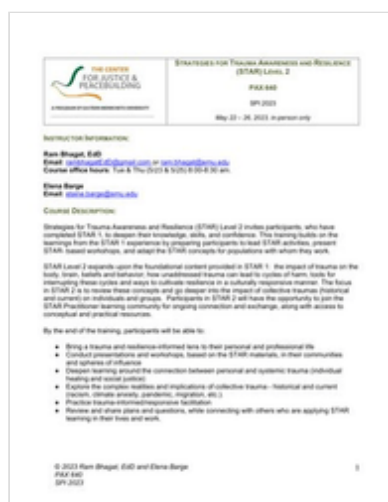 THE CENTER
FOR JUSTICE &
PEACEBUILDING
A PROGRAM OF EASTERN MENNONITE UNIVERSITY
STRATEGIES FOR TRAUMA AWARENESS AND RESILIENCE
(STAR) LEVEL 2
PAX 640
SPI 2023
May 22 – 26, 2023, in-person only
INSTRUCTOR INFORMATION:
Ram Bhagat, EdD
Email: rambhagatEdD@gmail.com or ram.bhagat@emu.edu
Course office hours: Tue & Thu (5/23 & 5/25) 8:00-8:30 am.
Elena Barge
Email: elaina.barge@emu.edu
COURSE DESCRIPTION:
Strategies for Trauma Awareness and Resilience (STAR) Level 2 invites participants, who have
completed STAR 1, to deepen their knowledge, skills, and confidence. This training builds on the
learnings from the STAR 1 experience by preparing participants to lead STAR activities, present
STAR- based workshops, and adapt the STAR concepts for populations with whom they work.
STAR Level 2 expands upon the foundational content provided in STAR 1: the impact of trauma on the
body, brain, beliefs and behavior; how unaddressed trauma can lead to cycles of harm; tools for
interrupting these cycles and ways to cultivate resilience in a culturally responsive manner. The focus
in STAR 2 is to review these concepts and go deeper into the impact of collective traumas (historical
and current) on individuals and groups. Participants in STAR 2 will have the opportunity to join the
STAR Practitioner learning community for ongoing connection and exchange, along with access to
conceptual and practical resources.
By the end of the training, participants will be able to:
● Bring a trauma and resilience-informed lens to their personal and professional life
● Conduct presentations and workshops, based on the STAR materials, in their communities
and spheres of influence
● Deepen learning around the connection between personal and systemic trauma (individual
healing and social justice)
● Explore the complex realities and implications of collective trauma - historical and current
(racism, climate anxiety, pandemic, migration, etc.)
● Practice trauma-informed/responsive facilitation
● Review and share plans and questions, while connecting with others who are applying STAR
learning in their lives and work.
© 2023 Ram Bhagat, EdD and Elena Barge
PAX 640
SPI 2023
1